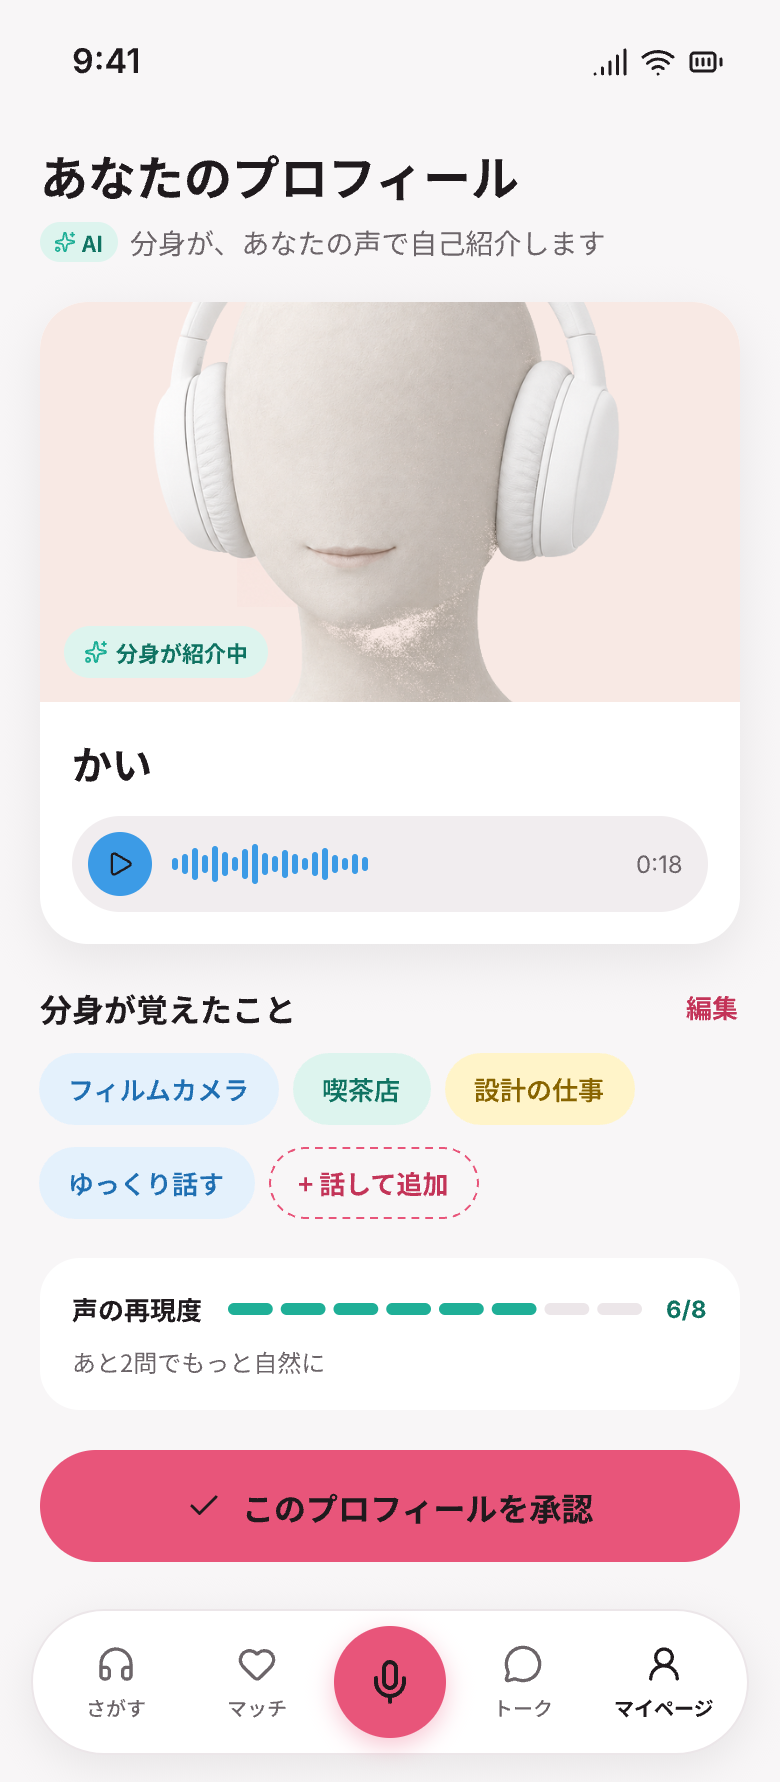 9:41
あなたのプロフィール
AI 分身が、あなたの声で自己紹介します
分身が紹介中
かい
0:18
分身が覚えたこと 編集
フィルムカメラ 喫茶店 設計の仕事
ゆっくり話す + 話して追加
声の再現度 6/8
あと2問でもっと自然に
このプロフィールを承認
さがす マッチ トーク マイページ